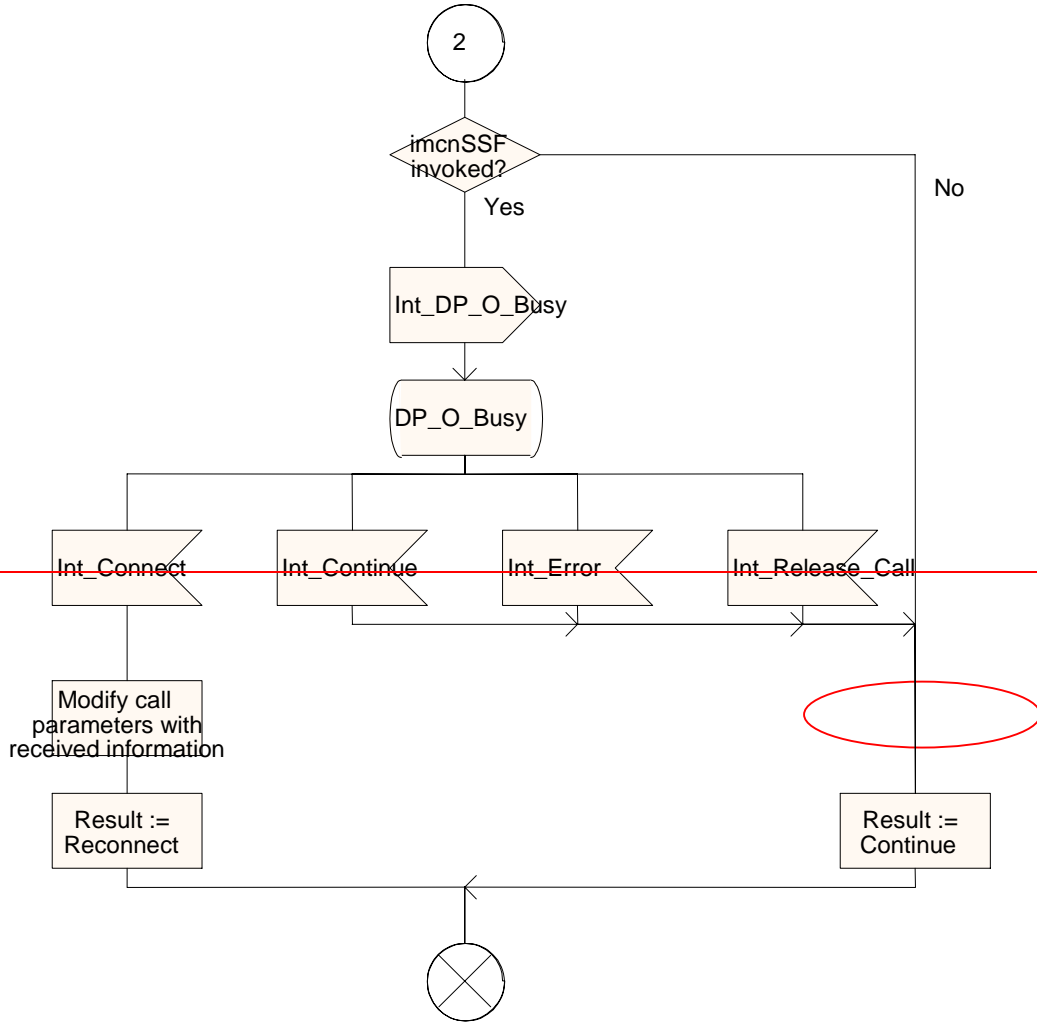 2
imcnSSF
invoked?
No
Yes
Int_DP_O_Busy
DP_O_Busy
Int_Connect
Int_Continue
Int_Error
Int_Release_Call
Modify call
parameters with
received information
Result :=
Reconnect
Result :=
Continue